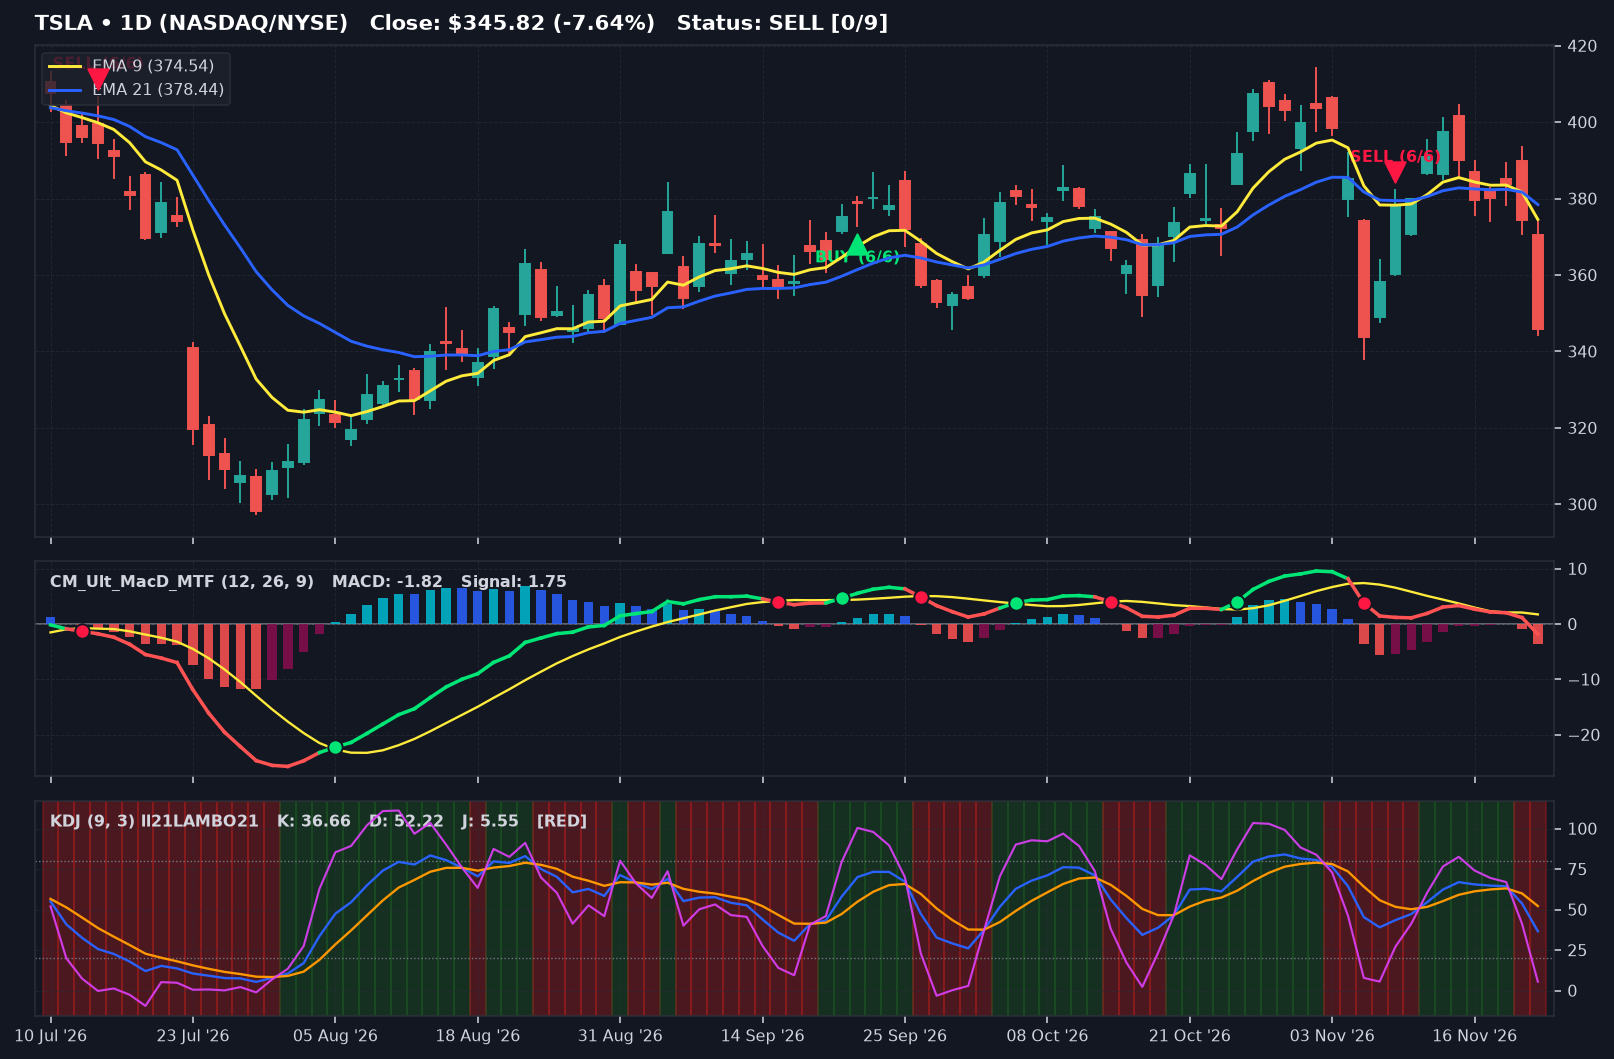 TSLA • 1D (NASDAQ/NYSE)   Close: $345.82 (-7.64%)   Status: SELL [0/9]
EMA 9 (374.54)
EMA 21 (378.44)
420
400
380
360
340
320
300
SELL (6/6)
BUY (6/6)
CM_Ult_MacD_MTF (12, 26, 9)   MACD: -1.82   Signal: 1.75
10
0
−10
−20
KDJ (9, 3) II21LAMBO21   K: 36.66   D: 52.22   J: 5.55   [RED]
100
75
50
25
0
10 Jul '26
23 Jul '26
05 Aug '26
18 Aug '26
31 Aug '26
14 Sep '26
25 Sep '26
08 Oct '26
21 Oct '26
03 Nov '26
16 Nov '26